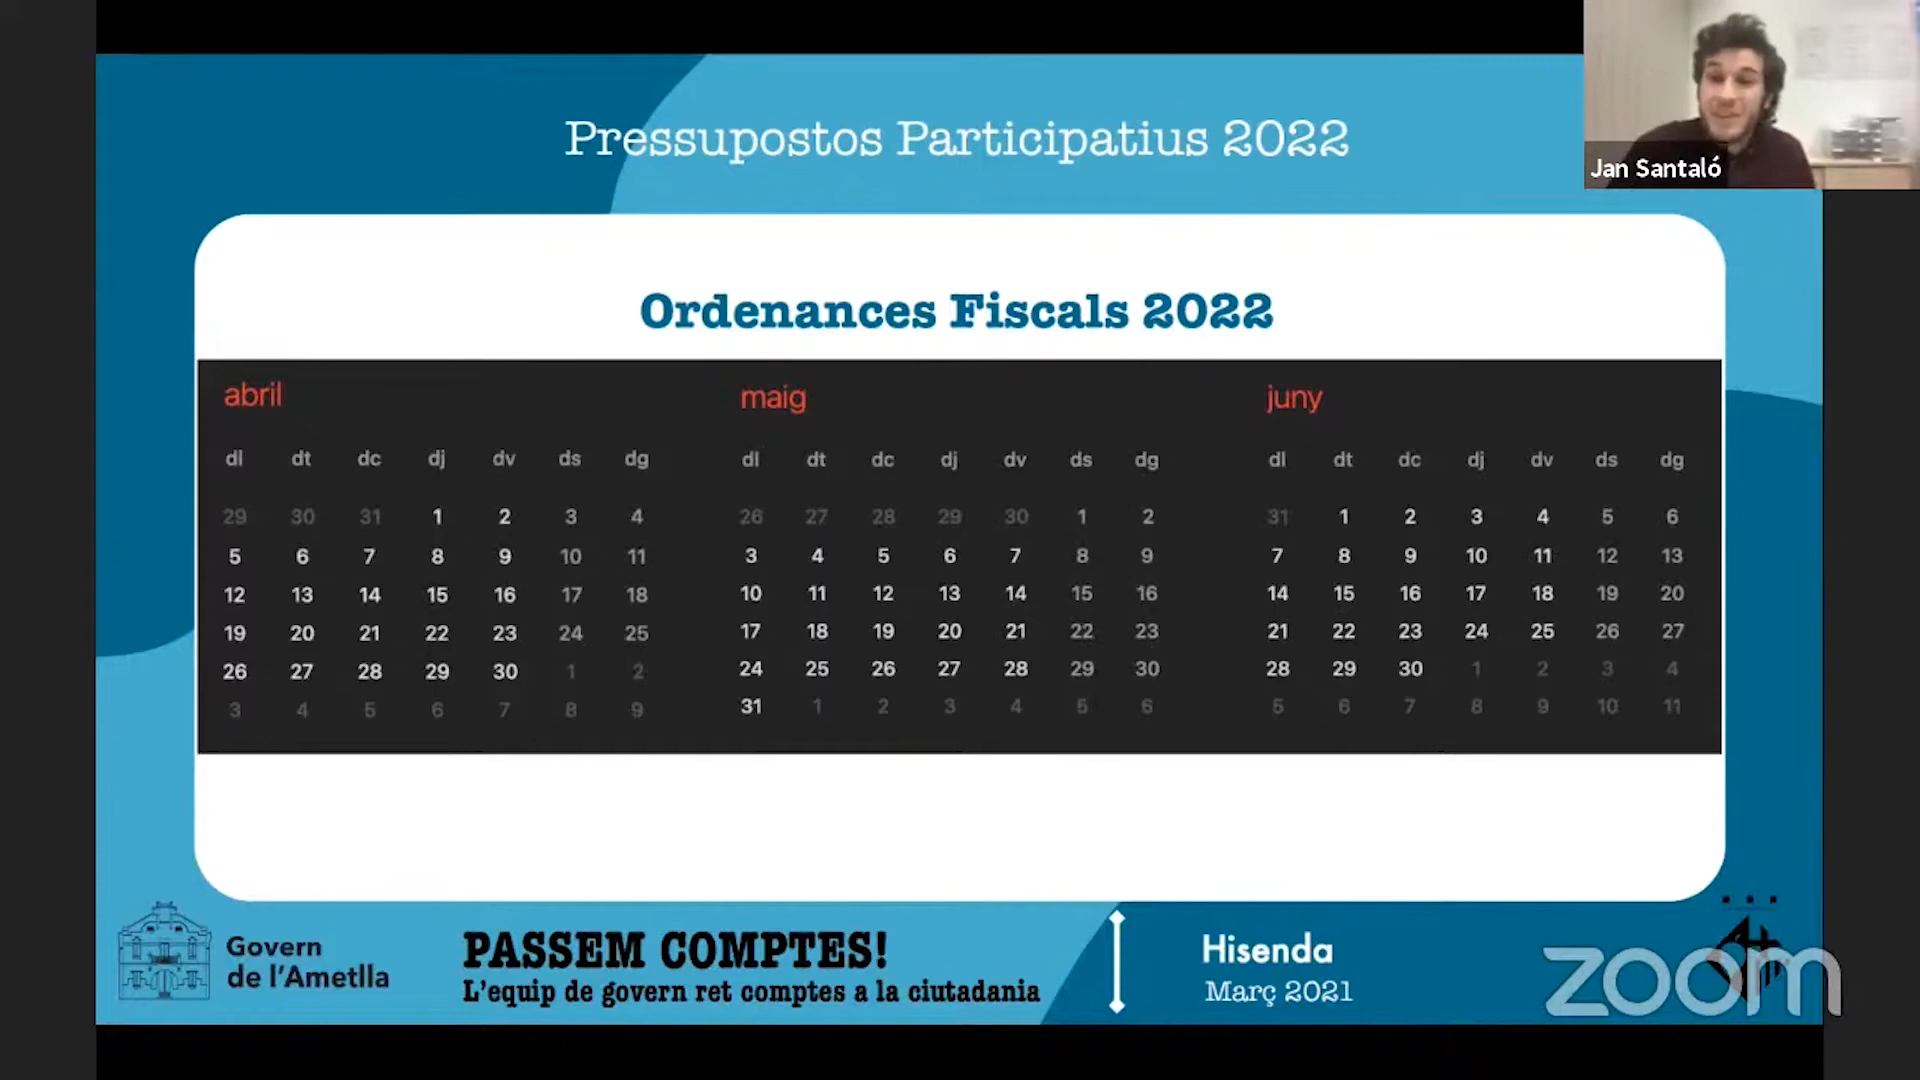 Pressupostos Participatius 2022
Jan Santaló
Ordenances Fiscals 2022
abril
dl dt dc dj dv ds dg
29 30 31 1 2 3 4
5 6 7 8 9 10 11
12 13 14 15 16 17 18
19 20 21 22 23 24 25
26 27 28 29 30 1 2
3 4 5 6 7 8 9
maig
dl dt dc dj dv ds dg
26 27 28 29 30 1 2
3 4 5 6 7 8 9
10 11 12 13 14 15 16
17 18 19 20 21 22 23
24 25 26 27 28 29 30
31 1 2 3 4 5 6
juny
dl dt dc dj dv ds dg
31 1 2 3 4 5 6
7 8 9 10 11 12 13
14 15 16 17 18 19 20
21 22 23 24 25 26 27
28 29 30 1 2 3 4
5 6 7 8 9 10 11
Govern
de l'Ametlla
PASSEM COMPTES!
L'equip de govern ret comptes a la ciutadania
Hisenda
Març 2021
zoom